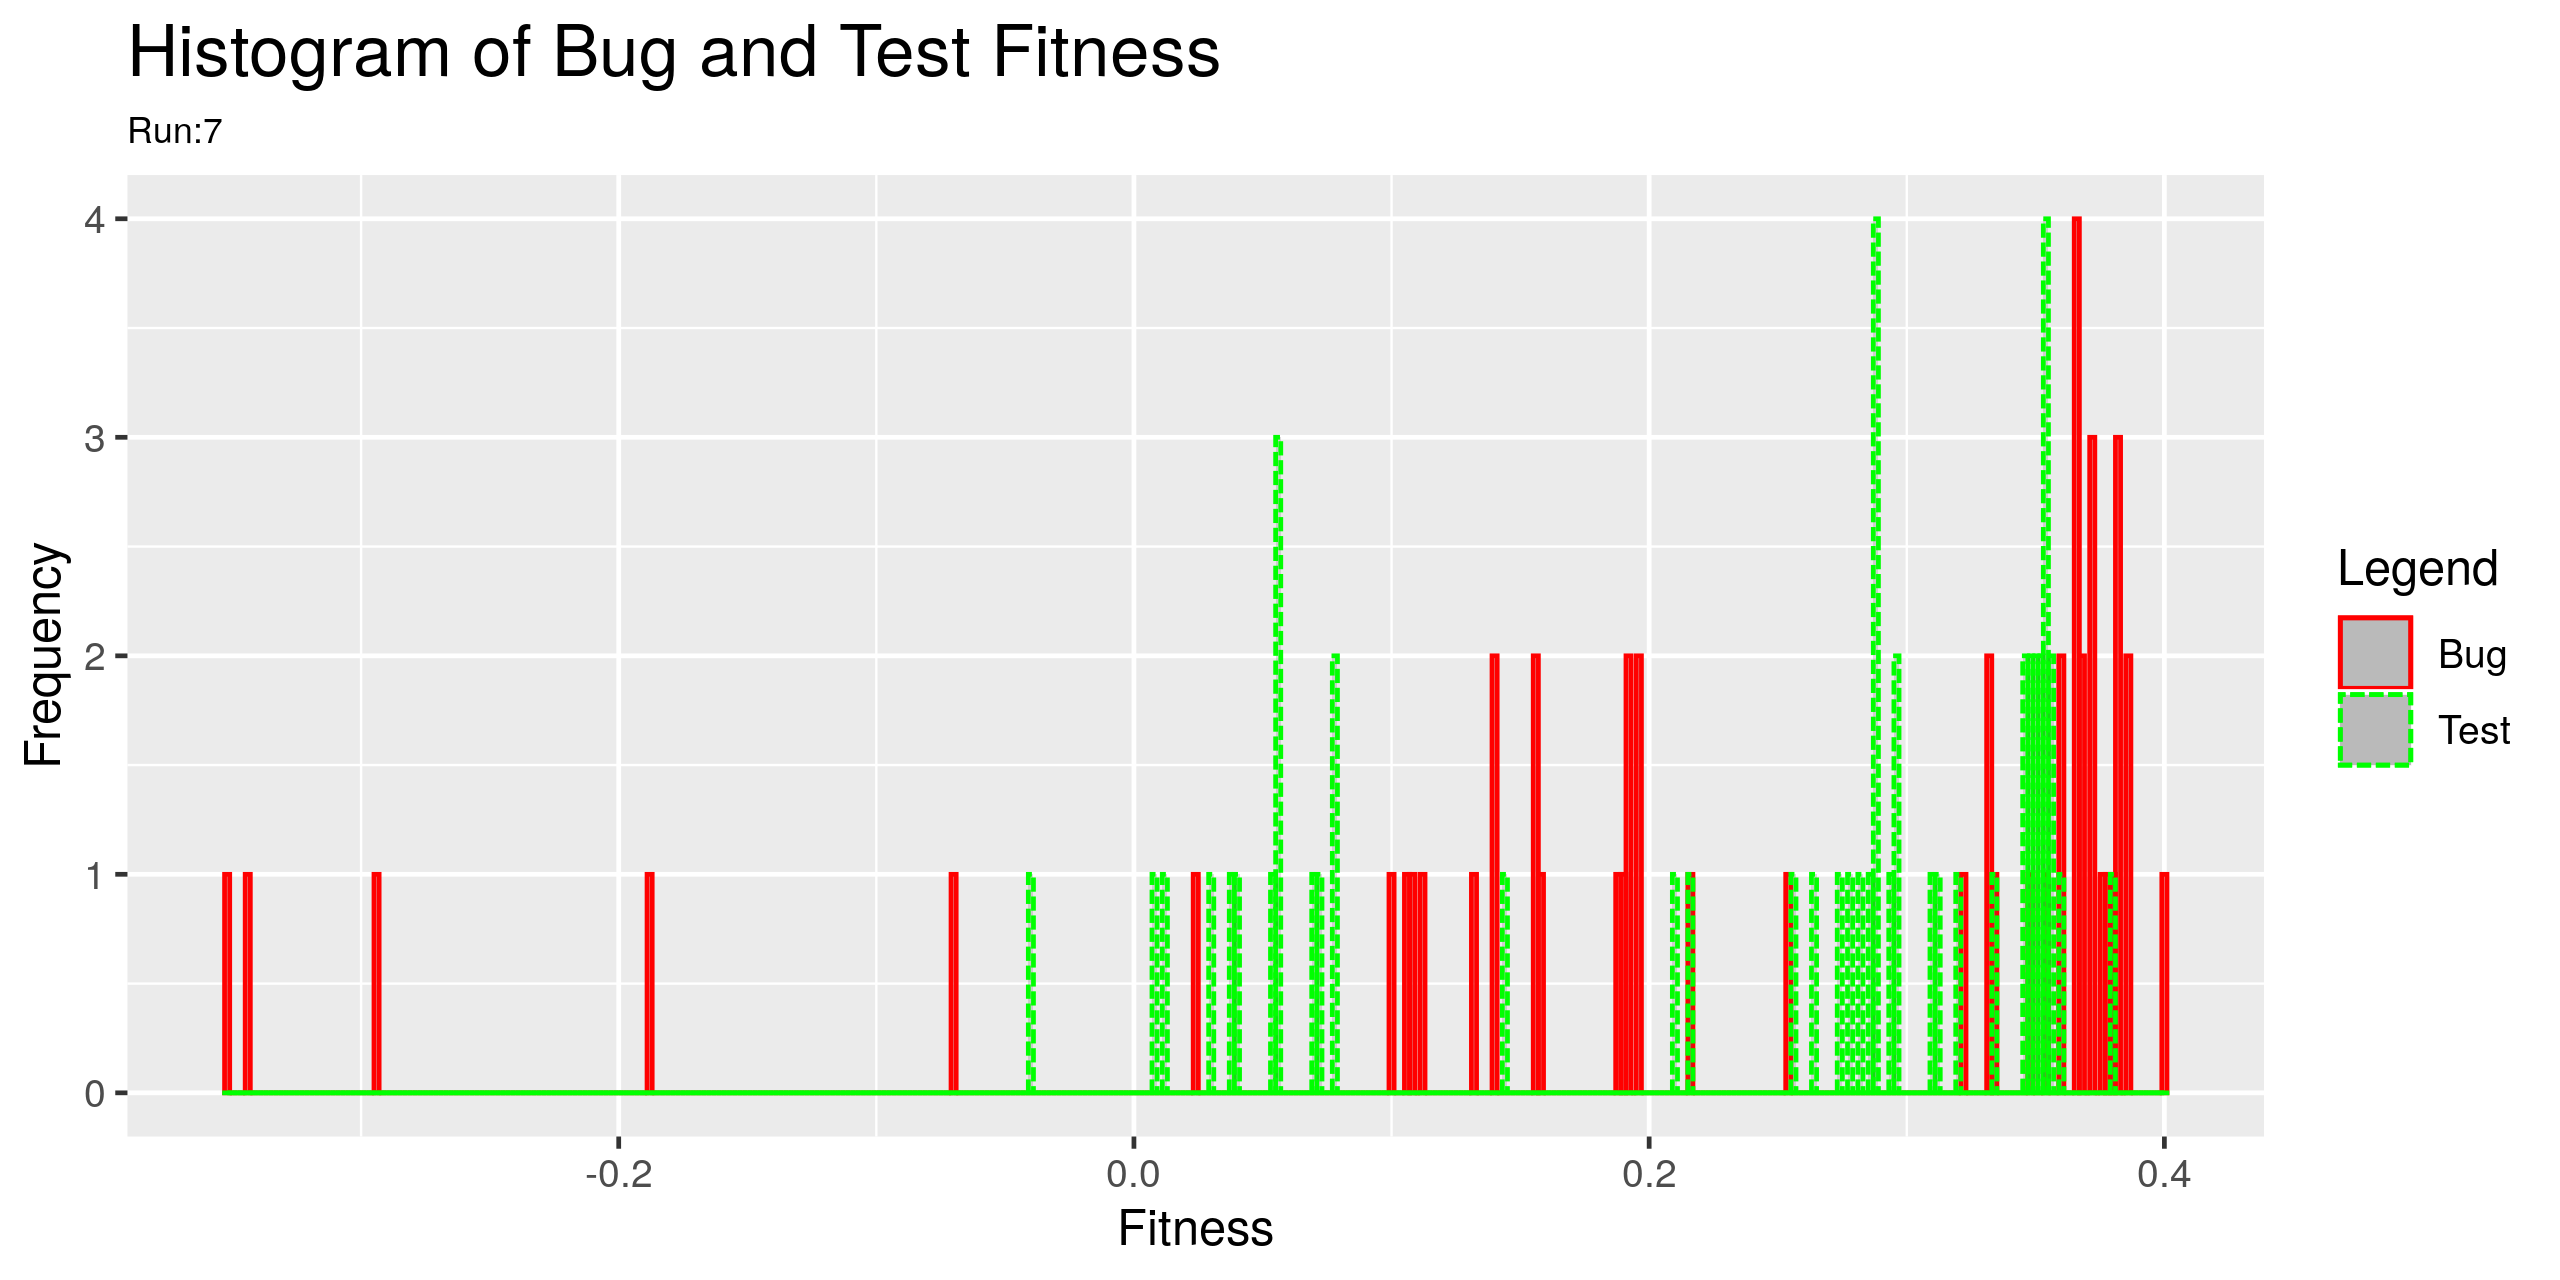 Histogram of Bug and Test Fitness
Run:7
Frequency
4
3
2
1
0
-0.2
0.0
0.2
0.4
Fitness
Legend
Bug
Test